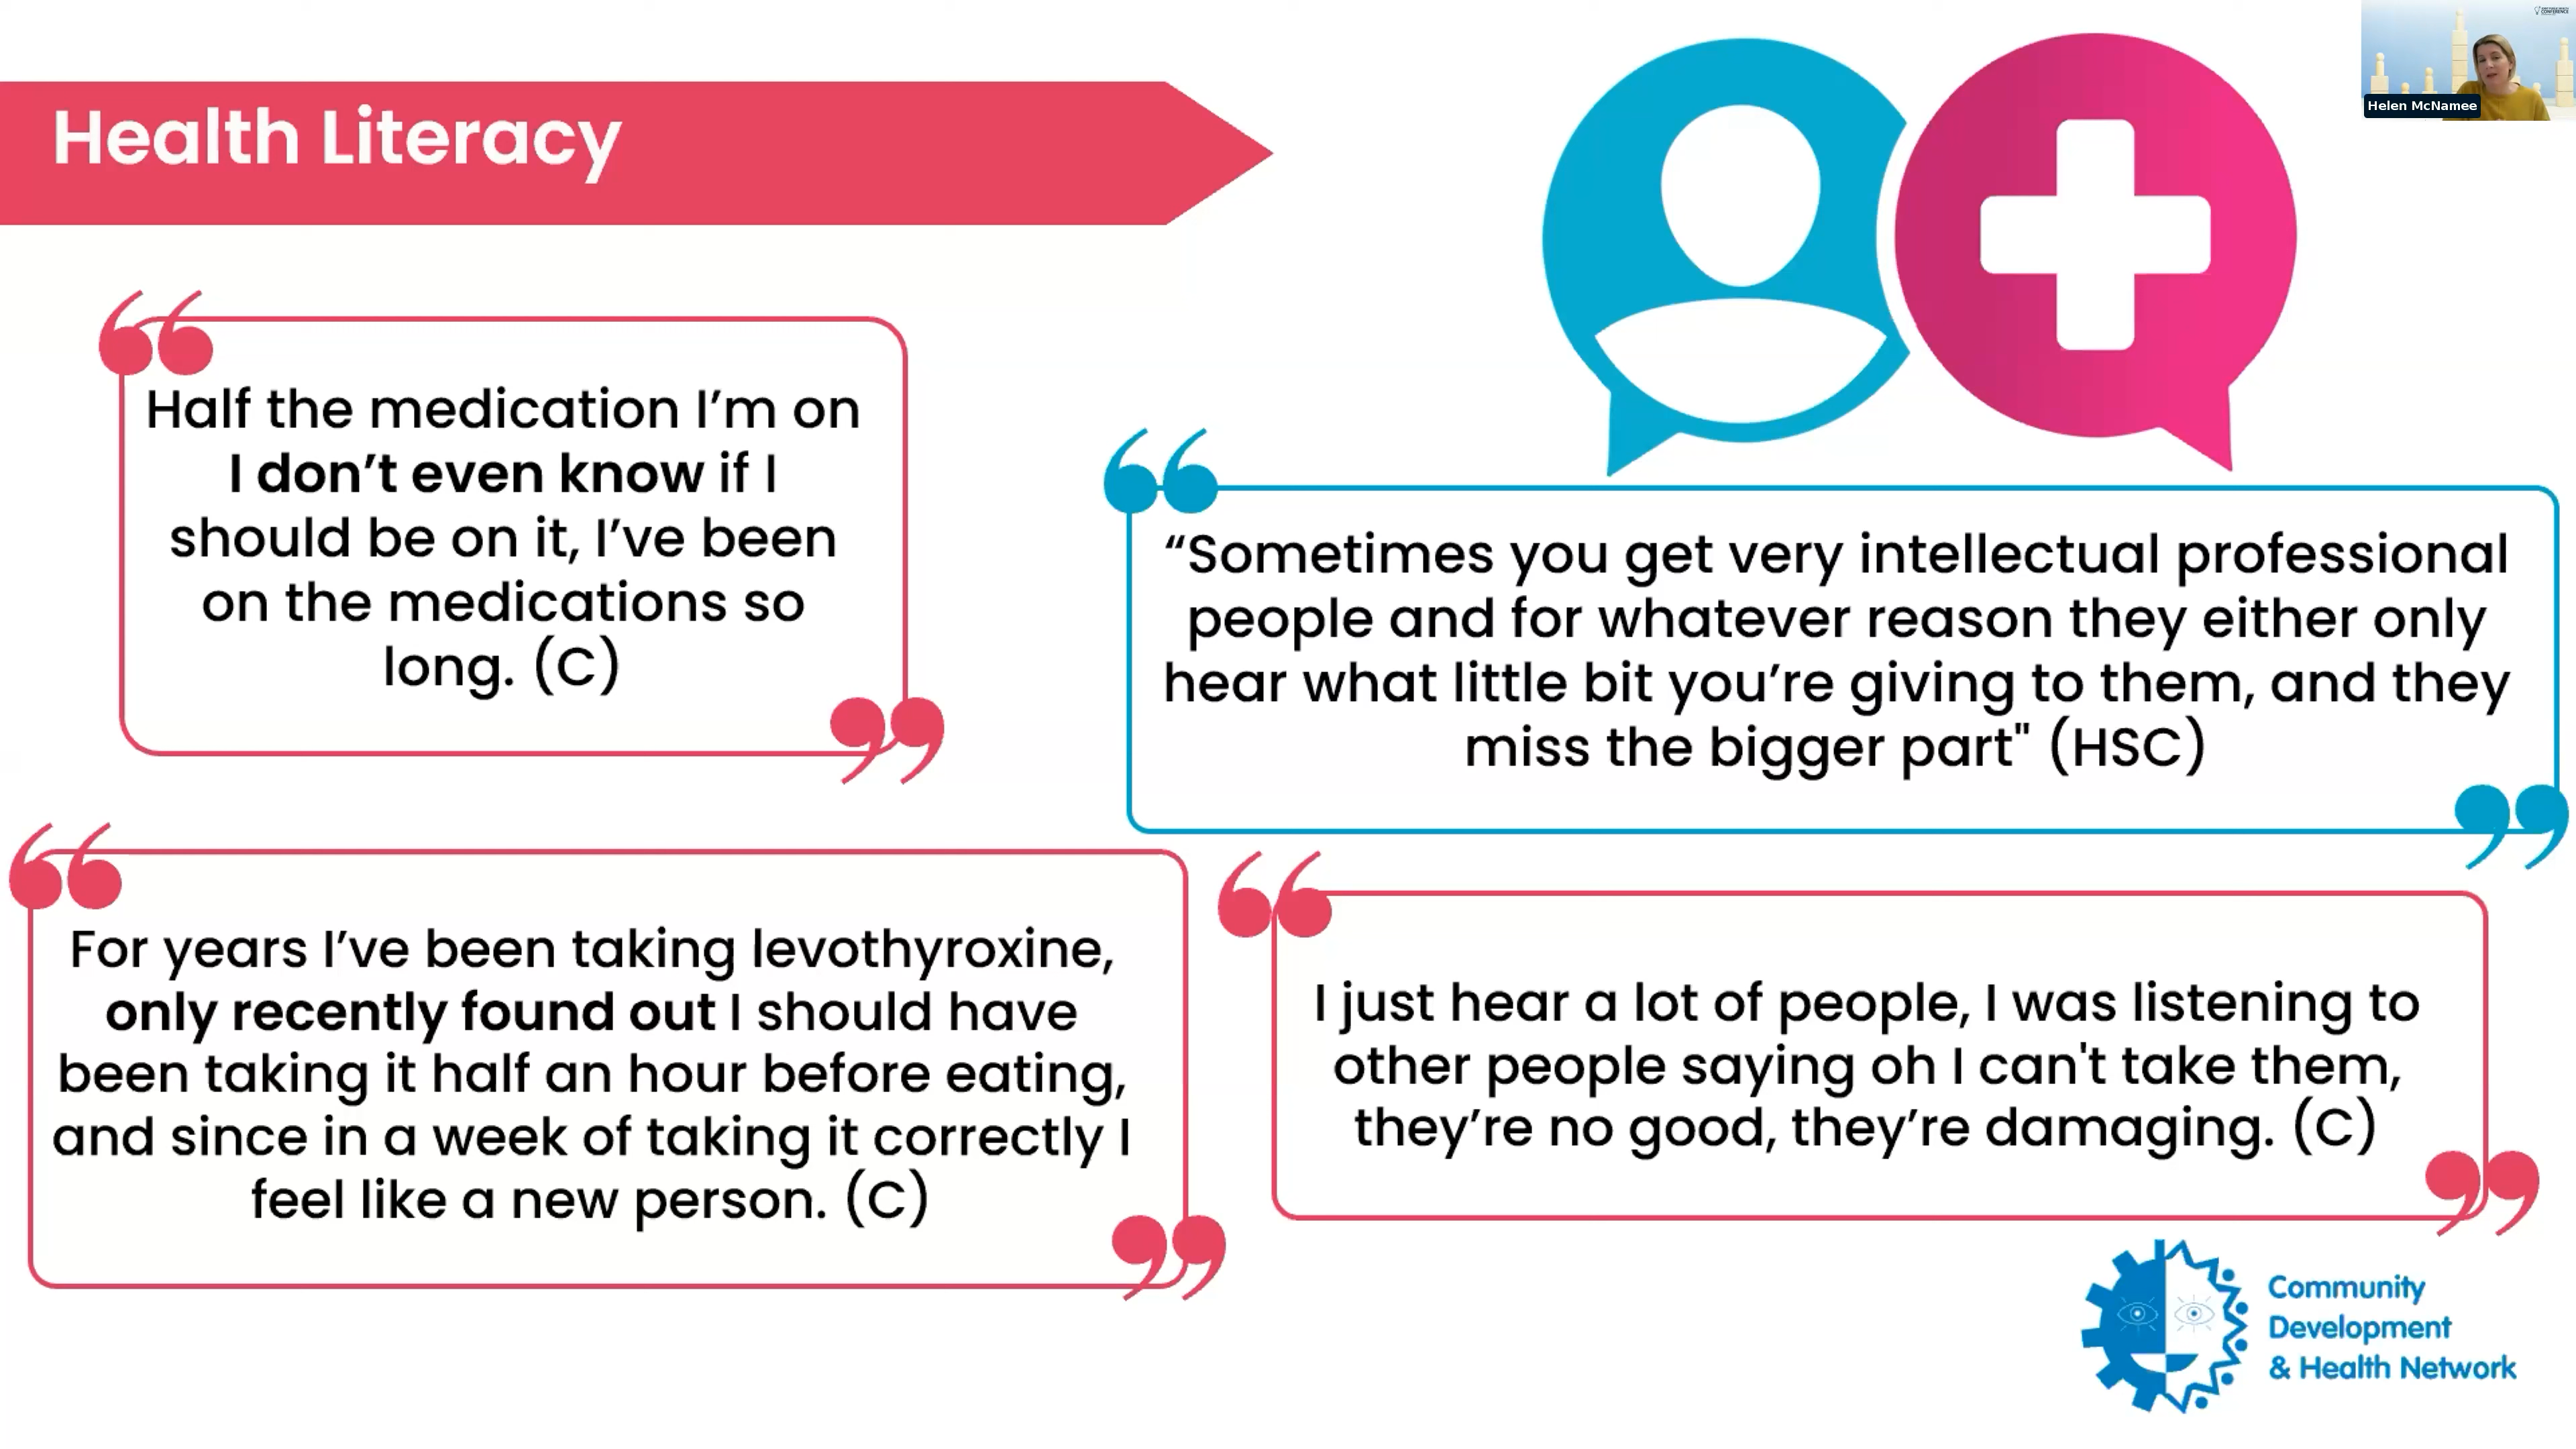 Health Literacy
Helen McNamee
CONFERENCE
Half the medication I’m on
I don’t even know if I
should be on it, I’ve been
on the medications so
long. (C)
“Sometimes you get very intellectual professional
people and for whatever reason they either only
hear what little bit you’re giving to them, and they
miss the bigger part" (HSC)
For years I’ve been taking levothyroxine,
only recently found out I should have
been taking it half an hour before eating,
and since in a week of taking it correctly I
feel like a new person. (C)
I just hear a lot of people, I was listening to
other people saying oh I can't take them,
they’re no good, they’re damaging. (C)
Community
Development
& Health Network